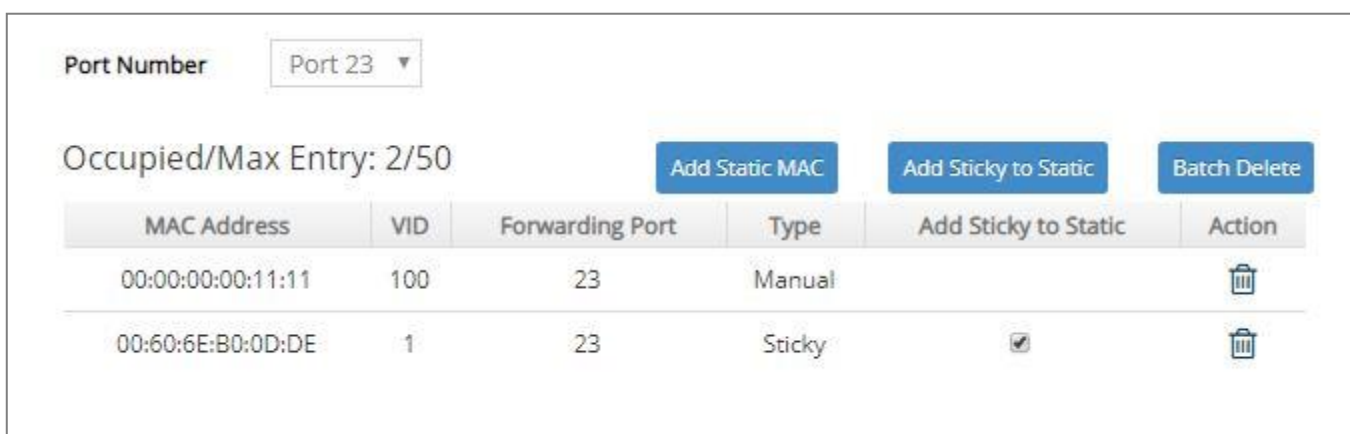 Port Number Port 23
Occupied/Max Entry: 2/50 Add Static MAC Add Sticky to Static Batch Delete
MAC Address VID Forwarding Port Type Add Sticky to Static Action
00:00:00:00:11:11 100 23 Manual
00:60:6E:B0:0D:DE 1 23 Sticky